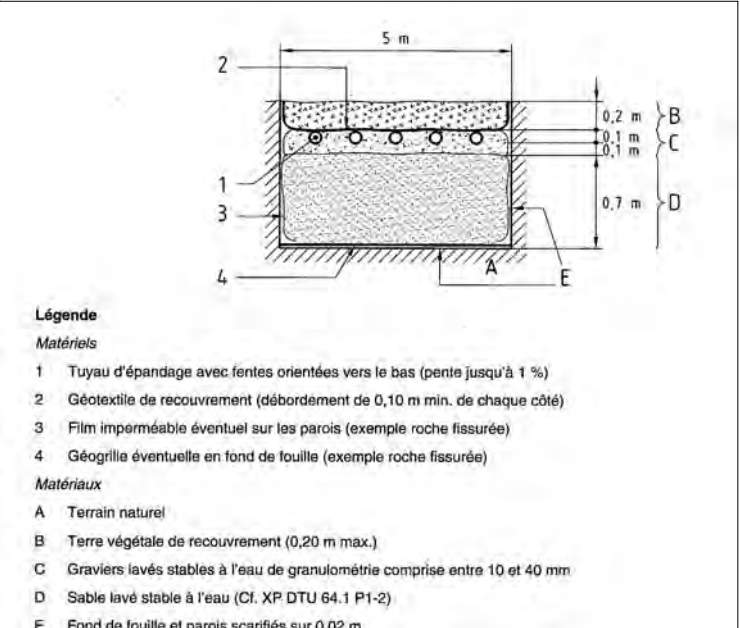 5 m
2
0,2 m
B
0,1 m
C
0,1 m
1
3
0,7 m
D
4
A
E
Légende
Matériels
1 Tuyau d'épandage avec fentes orientées vers le bas (pente jusqu'à 1 %)
2 Géotextile de recouvrement (débordement de 0,10 m min. de chaque côté)
3 Film imperméable éventuel sur les parois (exemple roche fissurée)
4 Géogrille éventuelle en fond de fouille (exemple roche fissurée)
Matériaux
A Terrain naturel
B Terre végétale de recouvrement (0,20 m max.)
C Graviers lavés stables à l'eau de granulométrie comprise entre 10 et 40 mm
D Sable lavé stable à l'eau (Cf. XP DTU 64.1 P1-2)
E Fond de fouille et parois scarifiés sur 0,02 m